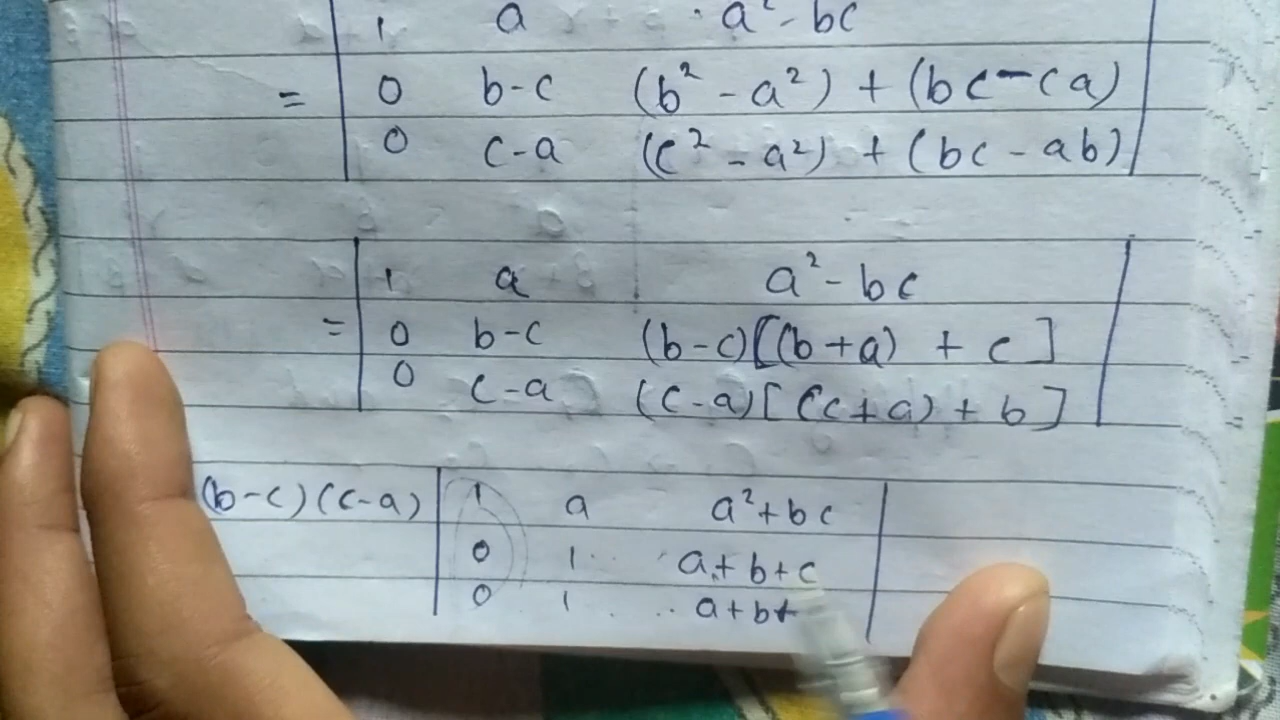 1 a a² - bc
= 0 b-c (b² - a²) + (bc - ca)
0 c-a (c² - a²) + (bc - ab)
1 a a² - bc
= 0 b-c (b-c)[(b+a) + c]
0 c-a (c-a)[(c+a) + b]
(b-c)(c-a) 1 a a²+bc
0 1 a+b+c
0 1 a+b+